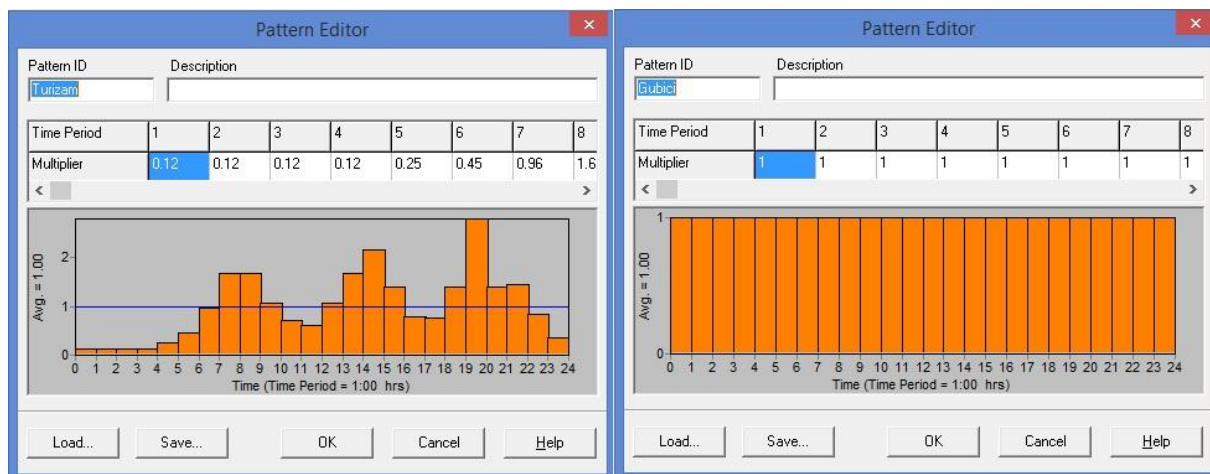 Pattern Editor
×
Pattern ID
Description
Turizam
Time Period 1 2 3 4 5 6 7 8
Multiplier 0.12 0.12 0.12 0.12 0.25 0.45 0.96 1.6
< >
Avg. = 1.00
2
1
0
0 1 2 3 4 5 6 7 8 9 10 11 12 13 14 15 16 17 18 19 20 21 22 23 24
Time (Time Period = 1:00 hrs)
Load... Save... OK Cancel Help
Pattern Editor
×
Pattern ID
Description
Gubici
Time Period 1 2 3 4 5 6 7 8
Multiplier 1 1 1 1 1 1 1 1
< >
Avg. = 1.00
1
0
0 1 2 3 4 5 6 7 8 9 10 11 12 13 14 15 16 17 18 19 20 21 22 23 24
Time (Time Period = 1:00 hrs)
Load... Save... OK Cancel Help